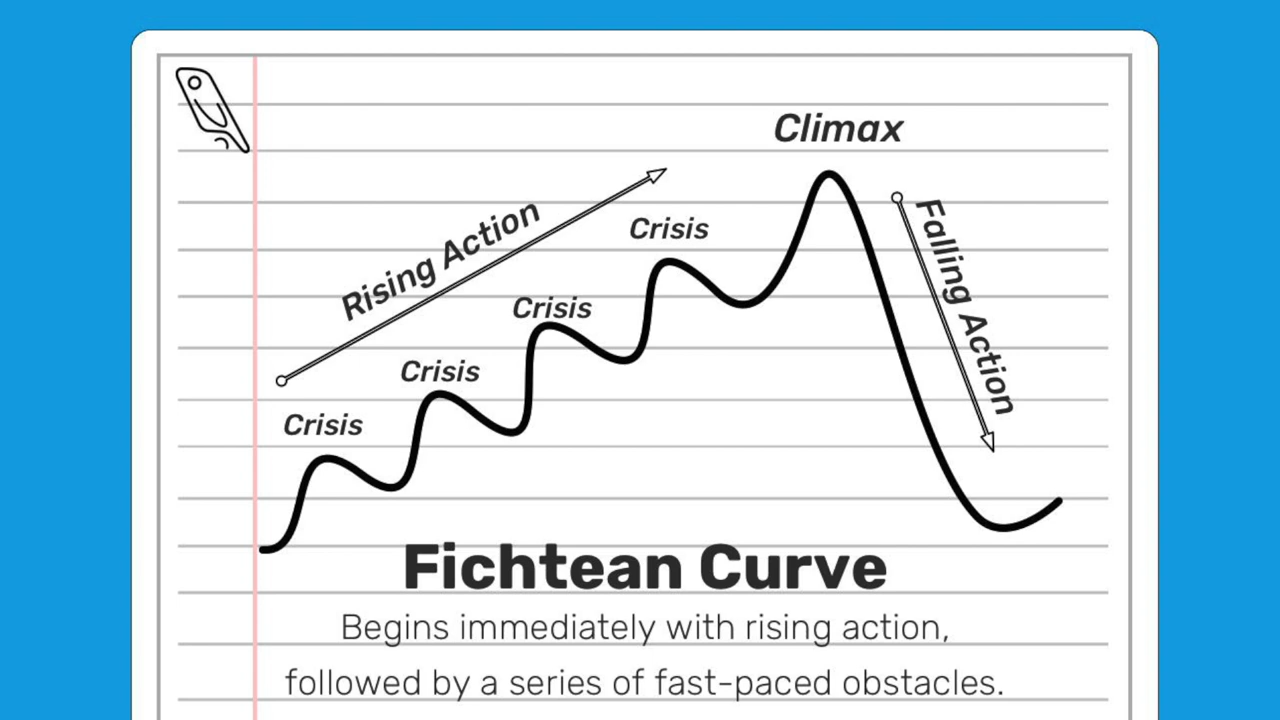 Climax
Rising Action
Crisis
Falling Action
Crisis
Crisis
Crisis
Fichtean Curve
Begins immediately with rising action,
followed by a series of fast-paced obstacles.